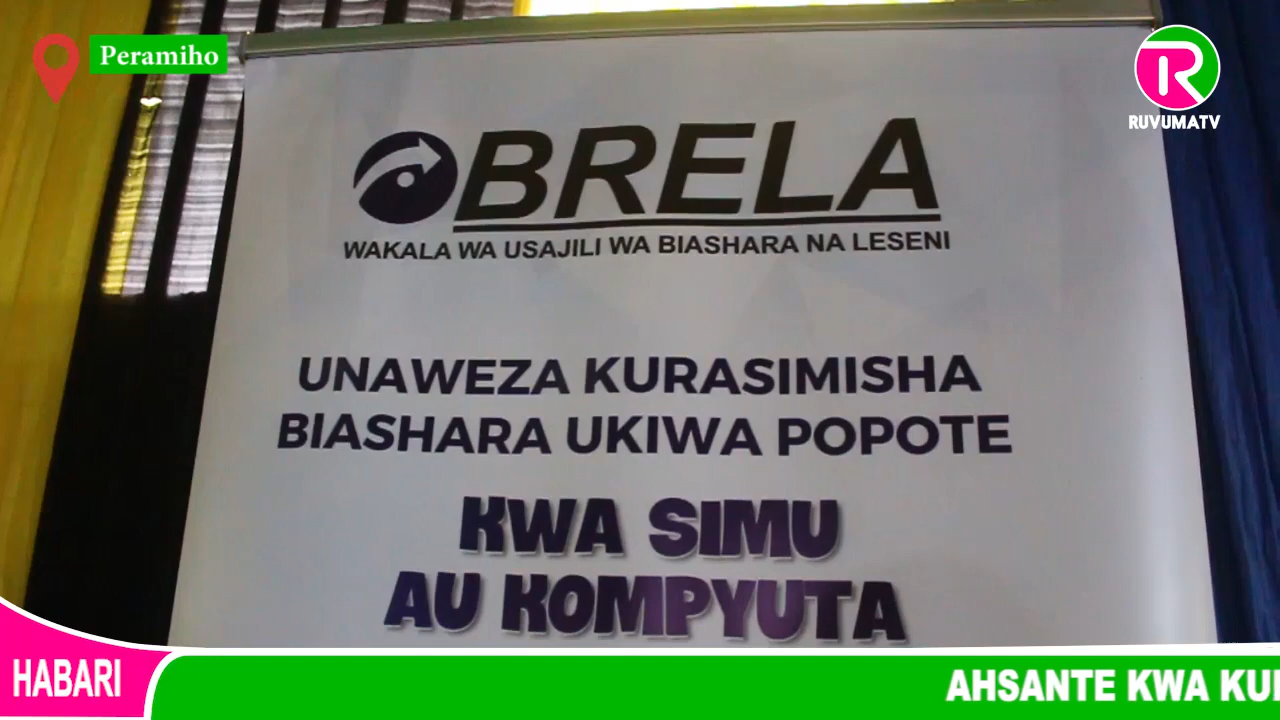 Peramiho
RUVUMATV
BRELA
WAKALA WA USAJILI WA BIASHARA NA LESENI
UNAWEZA KURASIMISHA
BIASHARA UKIWA POPOTE
KWA SIMU
AU KOMPYUTA
HABARI
AHSANTE KWA